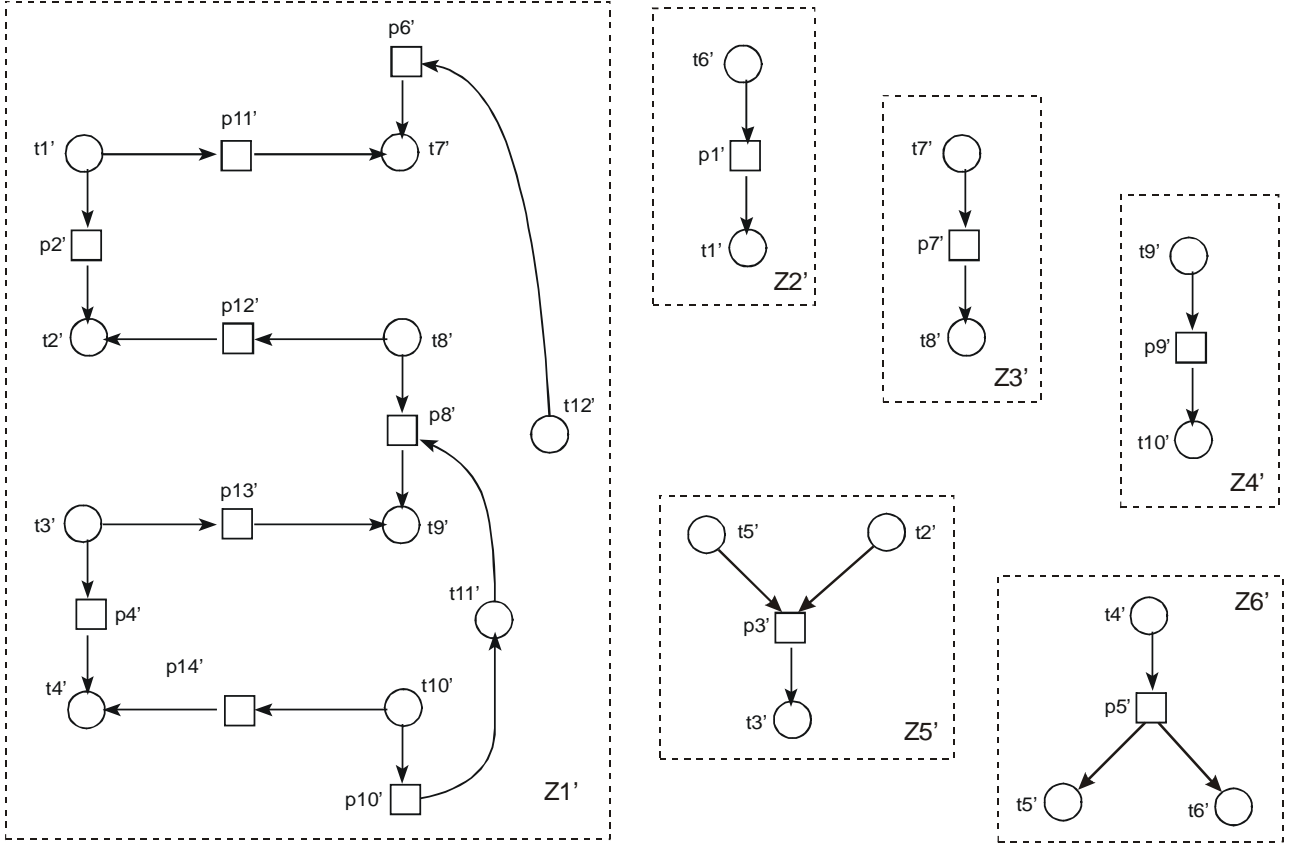 p6’
p11’
t1’
t7’
p2’
p12’
t2’
t8’
p8’
t12’
p13’
t3’
t9’
t11’
p4’
p14’
t4’
t10’
p10’
Z1’
t6’
p1’
t1’
Z2’
t7’
p7’
t8’
Z3’
t9’
p9’
t10’
Z4’
t5’
t2’
p3’
t3’
Z5’
Z6’
t4’
p5’
t5’
t6’